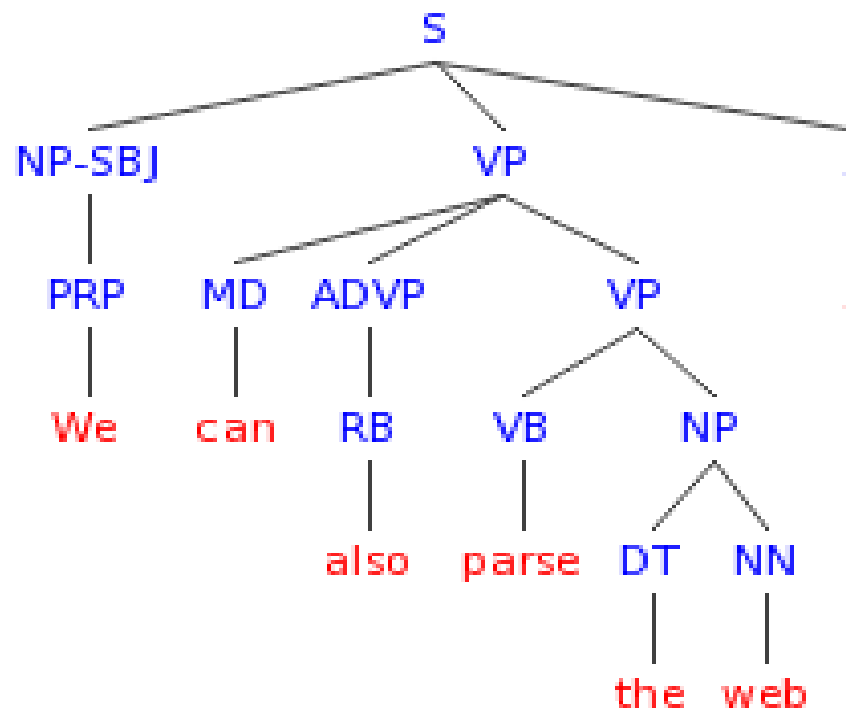 S
NP-SBJ VP
PRP MD ADVP VP
We can RB VB NP
also parse DT NN
the web